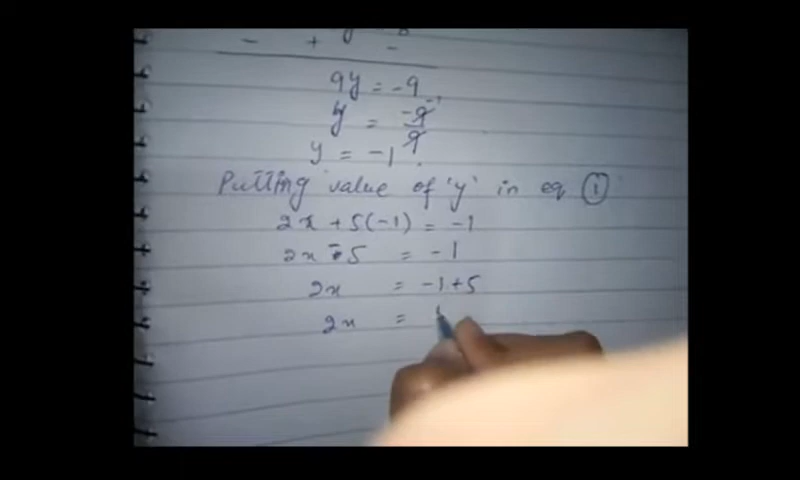 - + -
9y = -9
y = -9 / 9 -1
y = -1
Putting value of 'y' in eq ①
2x + 5(-1) = -1
2x - 5 = -1
2x = -1+5
2x =